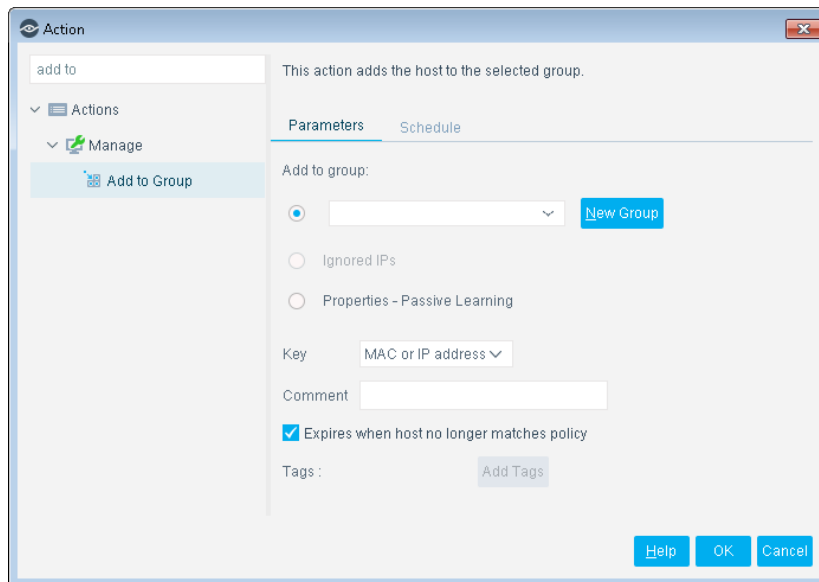 Action
add to
Actions
Manage
Add to Group
This action adds the host to the selected group.
Parameters
Schedule
Add to group:
New Group
Ignored IPs
Properties - Passive Learning
Key
MAC or IP address
Comment
Expires when host no longer matches policy
Tags :
Add Tags
Help
OK
Cancel